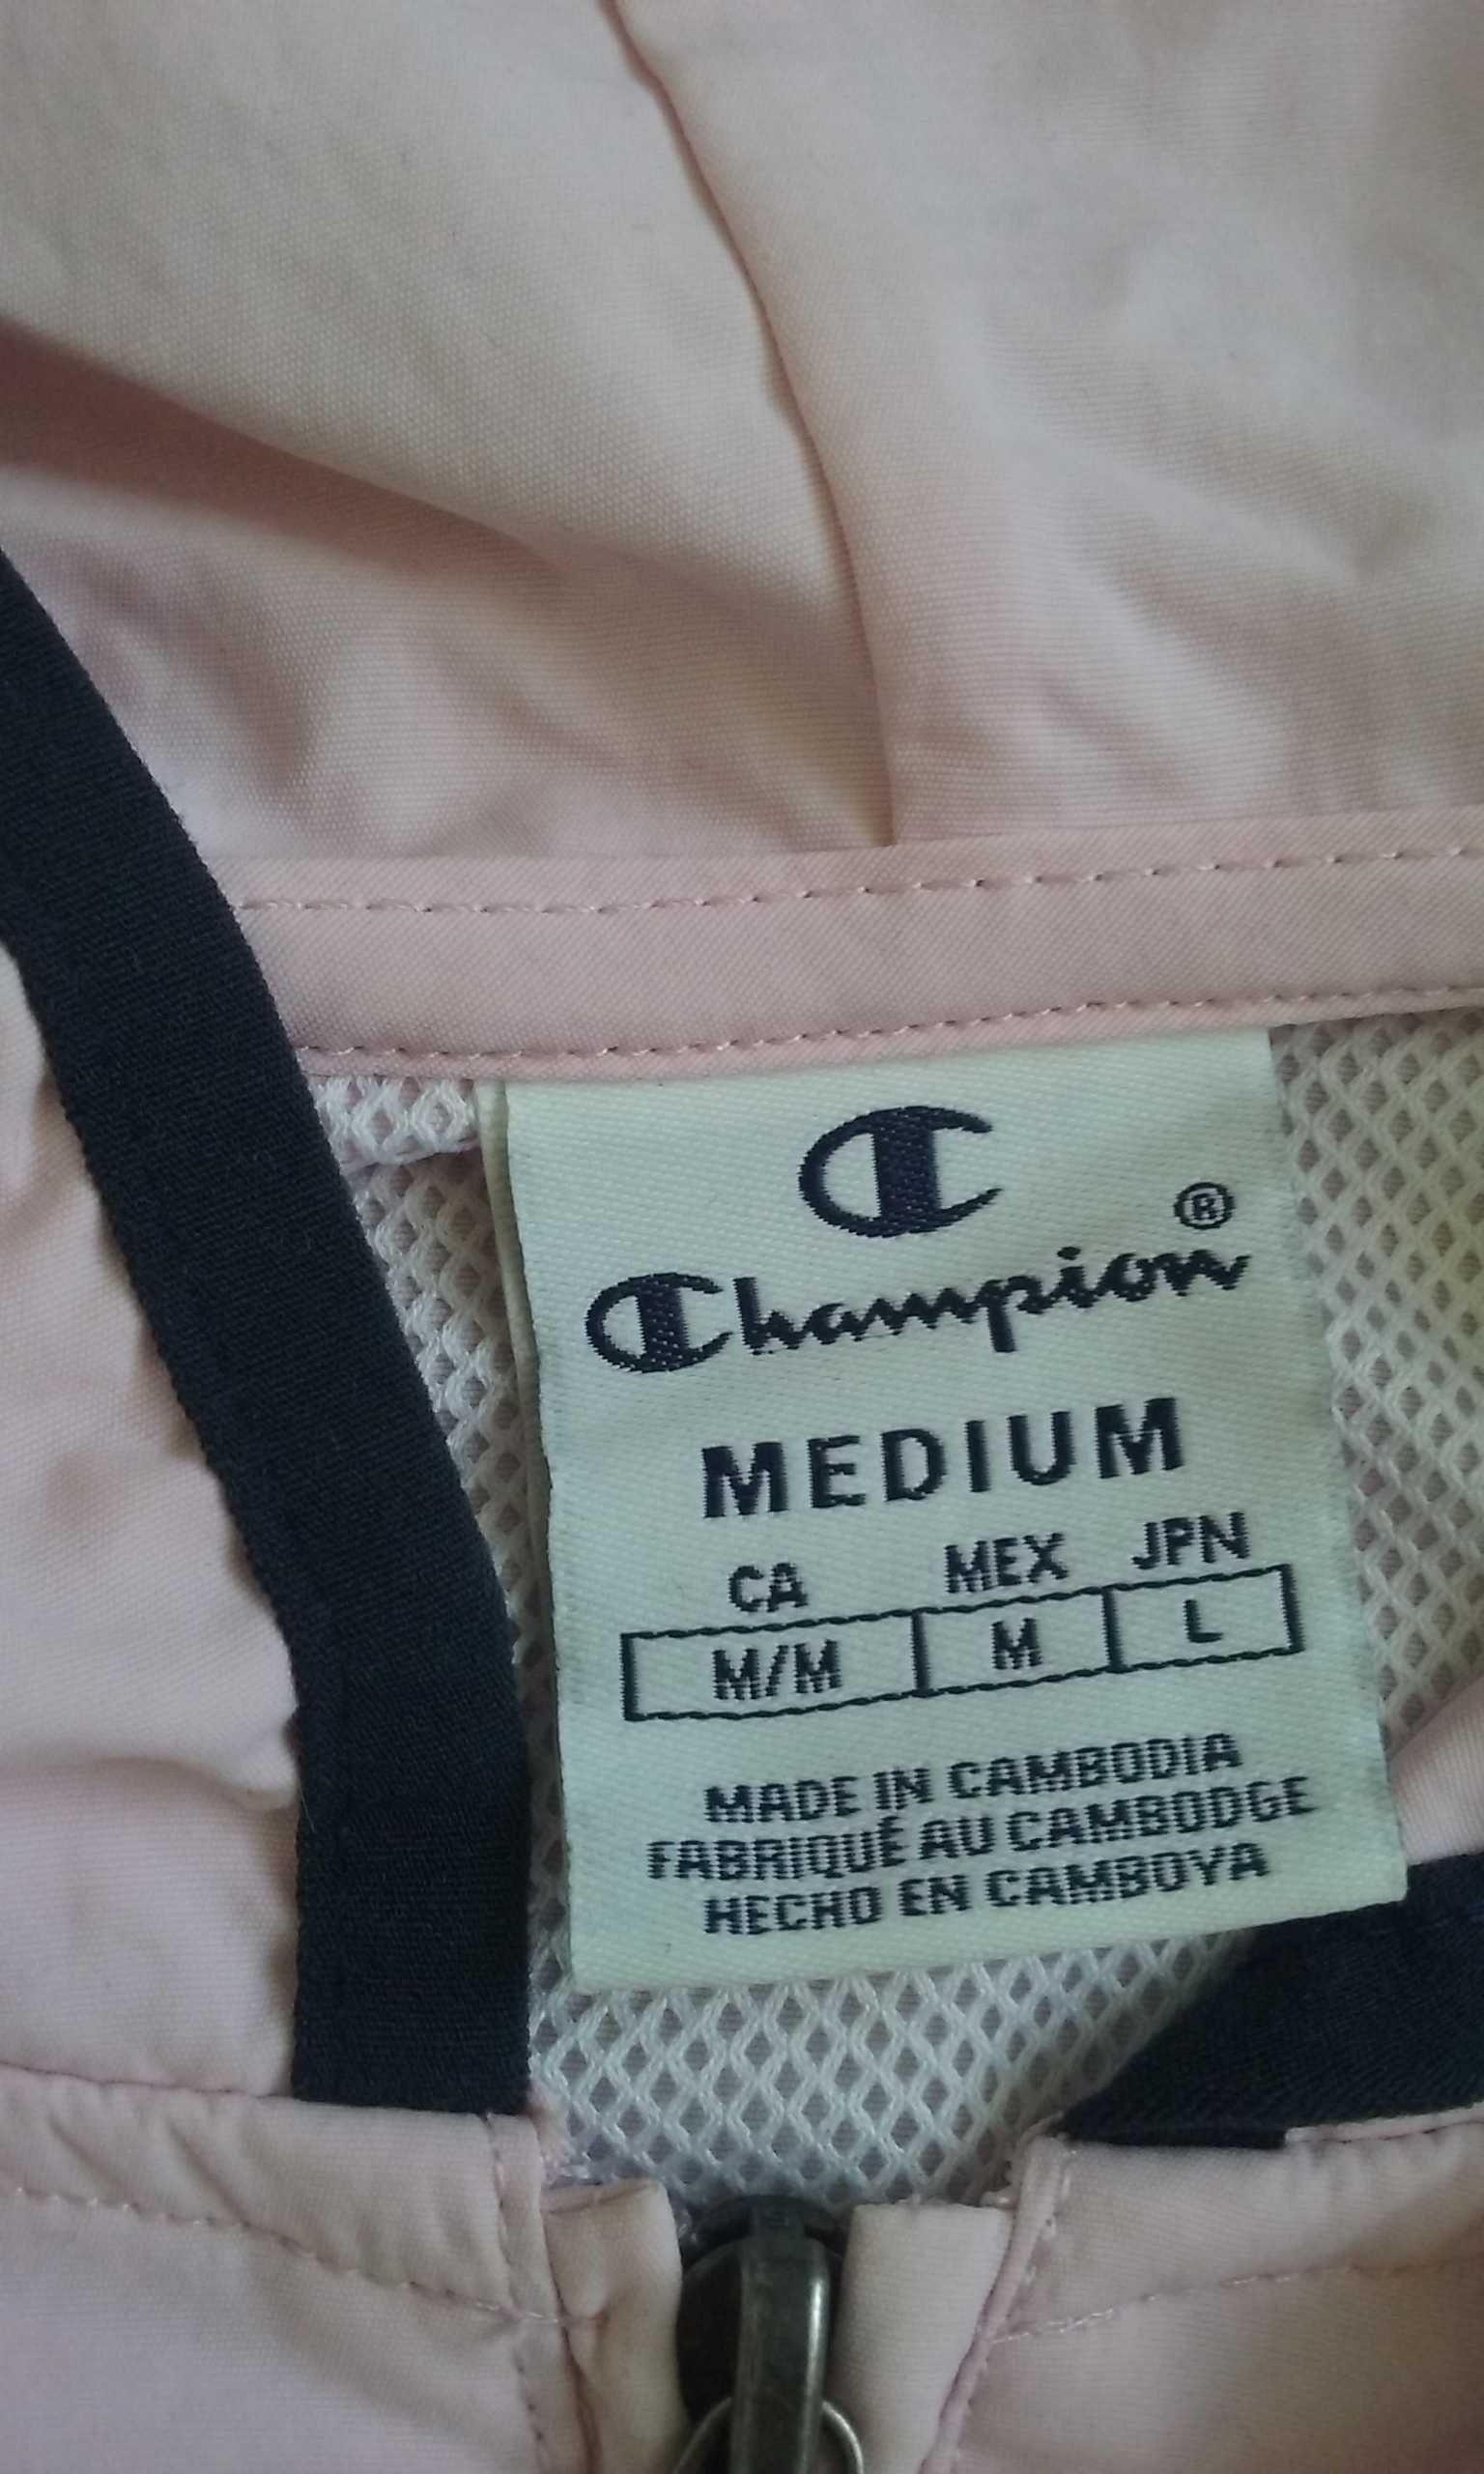 C
Champion®
MEDIUM
CA MEX JPN
M/M M L
MADE IN CAMBODIA
FABRIQUÉ AU CAMBODGE
HECHO EN CAMBOYA